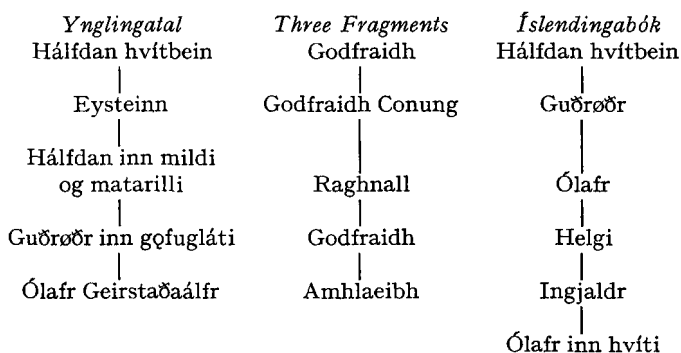 Ynglingatal Three Fragments Íslendingabók
Hálfdan hvítbein Godfraidh Hálfdan hvítbein
Eysteinn Godfraidh Conung Guðrøðr
Hálfdan inn mildi
og matarilli Raghnall Ólafr
Guðrøðr inn gǫfugláti Godfraidh Helgi
Ólafr Geirstaðaálfr Amhlaeibh Ingjaldr
Ólafr inn hvíti